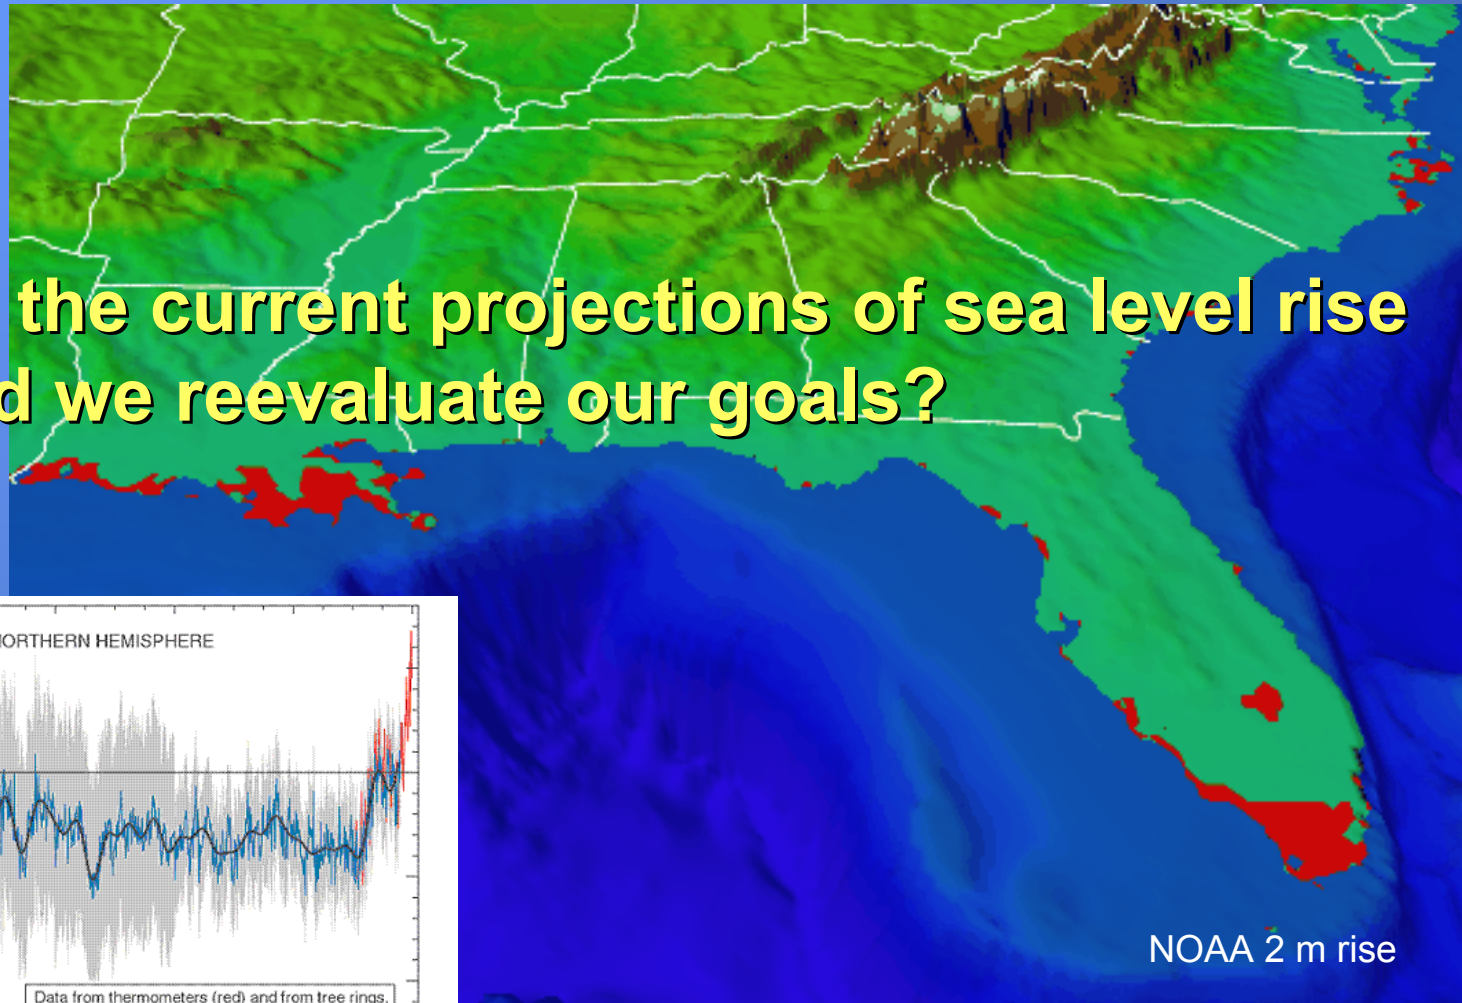 the current projections of sea level rise
we reevaluate our goals?
HEMISPHERE
Data from thermometers (red) and from tree rings,
NOAA 2 m rise